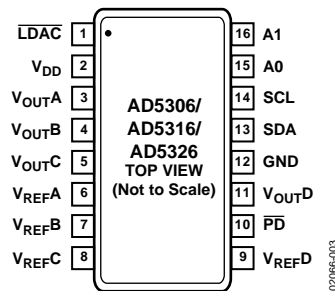 LDAC 1
VDD 2
VOUTA 3
VOUTB 4
VOUTC 5
VREFA 6
VREFB 7
VREFC 8
AD5306/
AD5316/
AD5326
TOP VIEW
(Not to Scale)
16 A1
15 A0
14 SCL
13 SDA
12 GND
11 VOUTD
10 PD
9 VREFD
02066-003